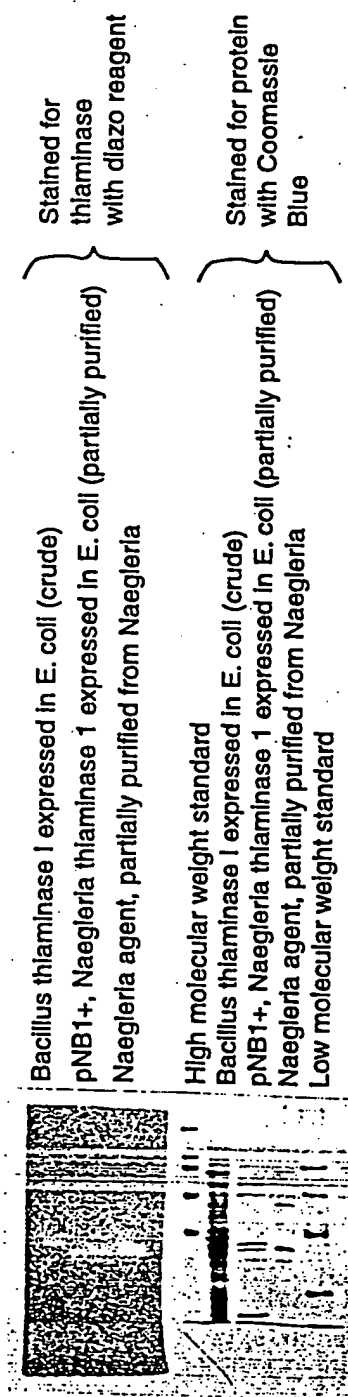 Bacillus thiaminase I expressed in E. coli (crude)
pNB1+, Naegleria thiaminase 1 expressed in E. coli (partially purified)
Naegleria agent, partially purified from Naegleria
Stained for
thiaminase
with diazo reagent
High molecular weight standard
Bacillus thiaminase I expressed in E. coli (crude)
pNB1+, Naegleria thiaminase 1 expressed in E. coli (partially purified)
Naegleria agent, partially purified from Naegleria
Low molecular weight standard
Stained for protein
with Coomassie
Blue